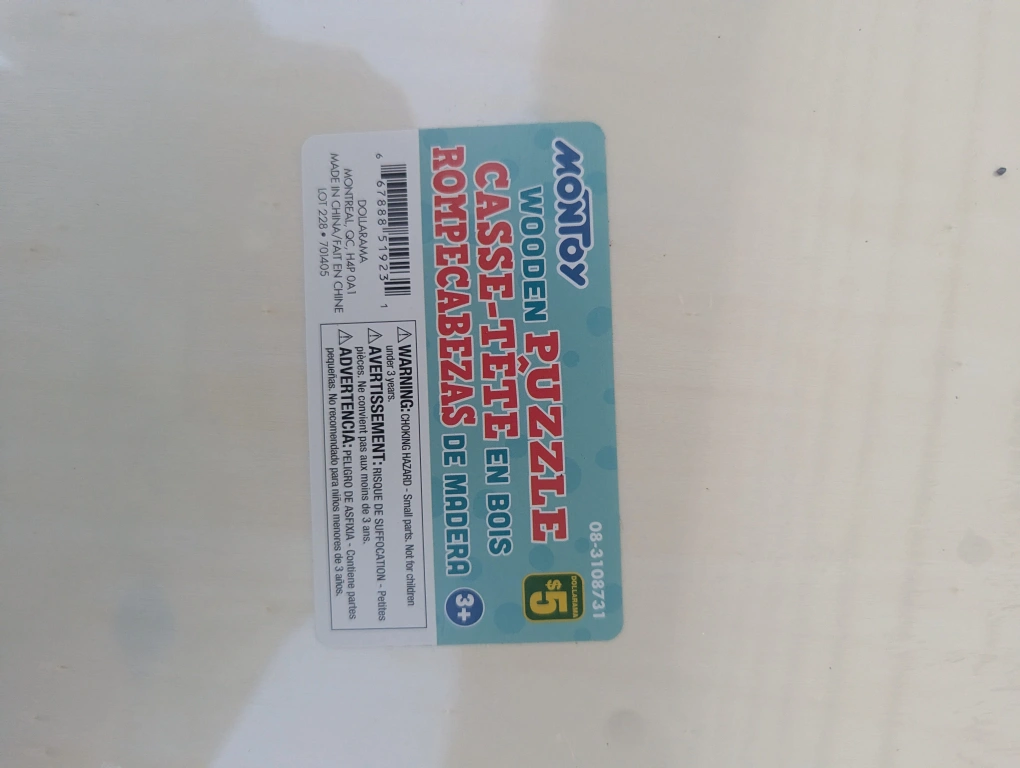 MONTOY
08-3108731
WOODEN PUZZLE
CASSE-TÊTE EN BOIS
ROMPECABEZAS DE MADERA
DOLLARAMA
$5
3+
6 67888 51923 1
DOLLARAMA
MONTREAL, QC, H4P 0A1
MADE IN CHINA/FAIT EN CHINE
LOT 228 • 701405
⚠ WARNING: CHOKING HAZARD - Small parts. Not for children
under 3 years.
⚠ AVERTISSEMENT: RISQUE DE SUFFOCATION - Petites
pièces. Ne convient pas aux moins de 3 ans.
⚠ ADVERTENCIA: PELIGRO DE ASFIXIA - Contiene partes
pequeñas. No recomendado para niños menores de 3 años.